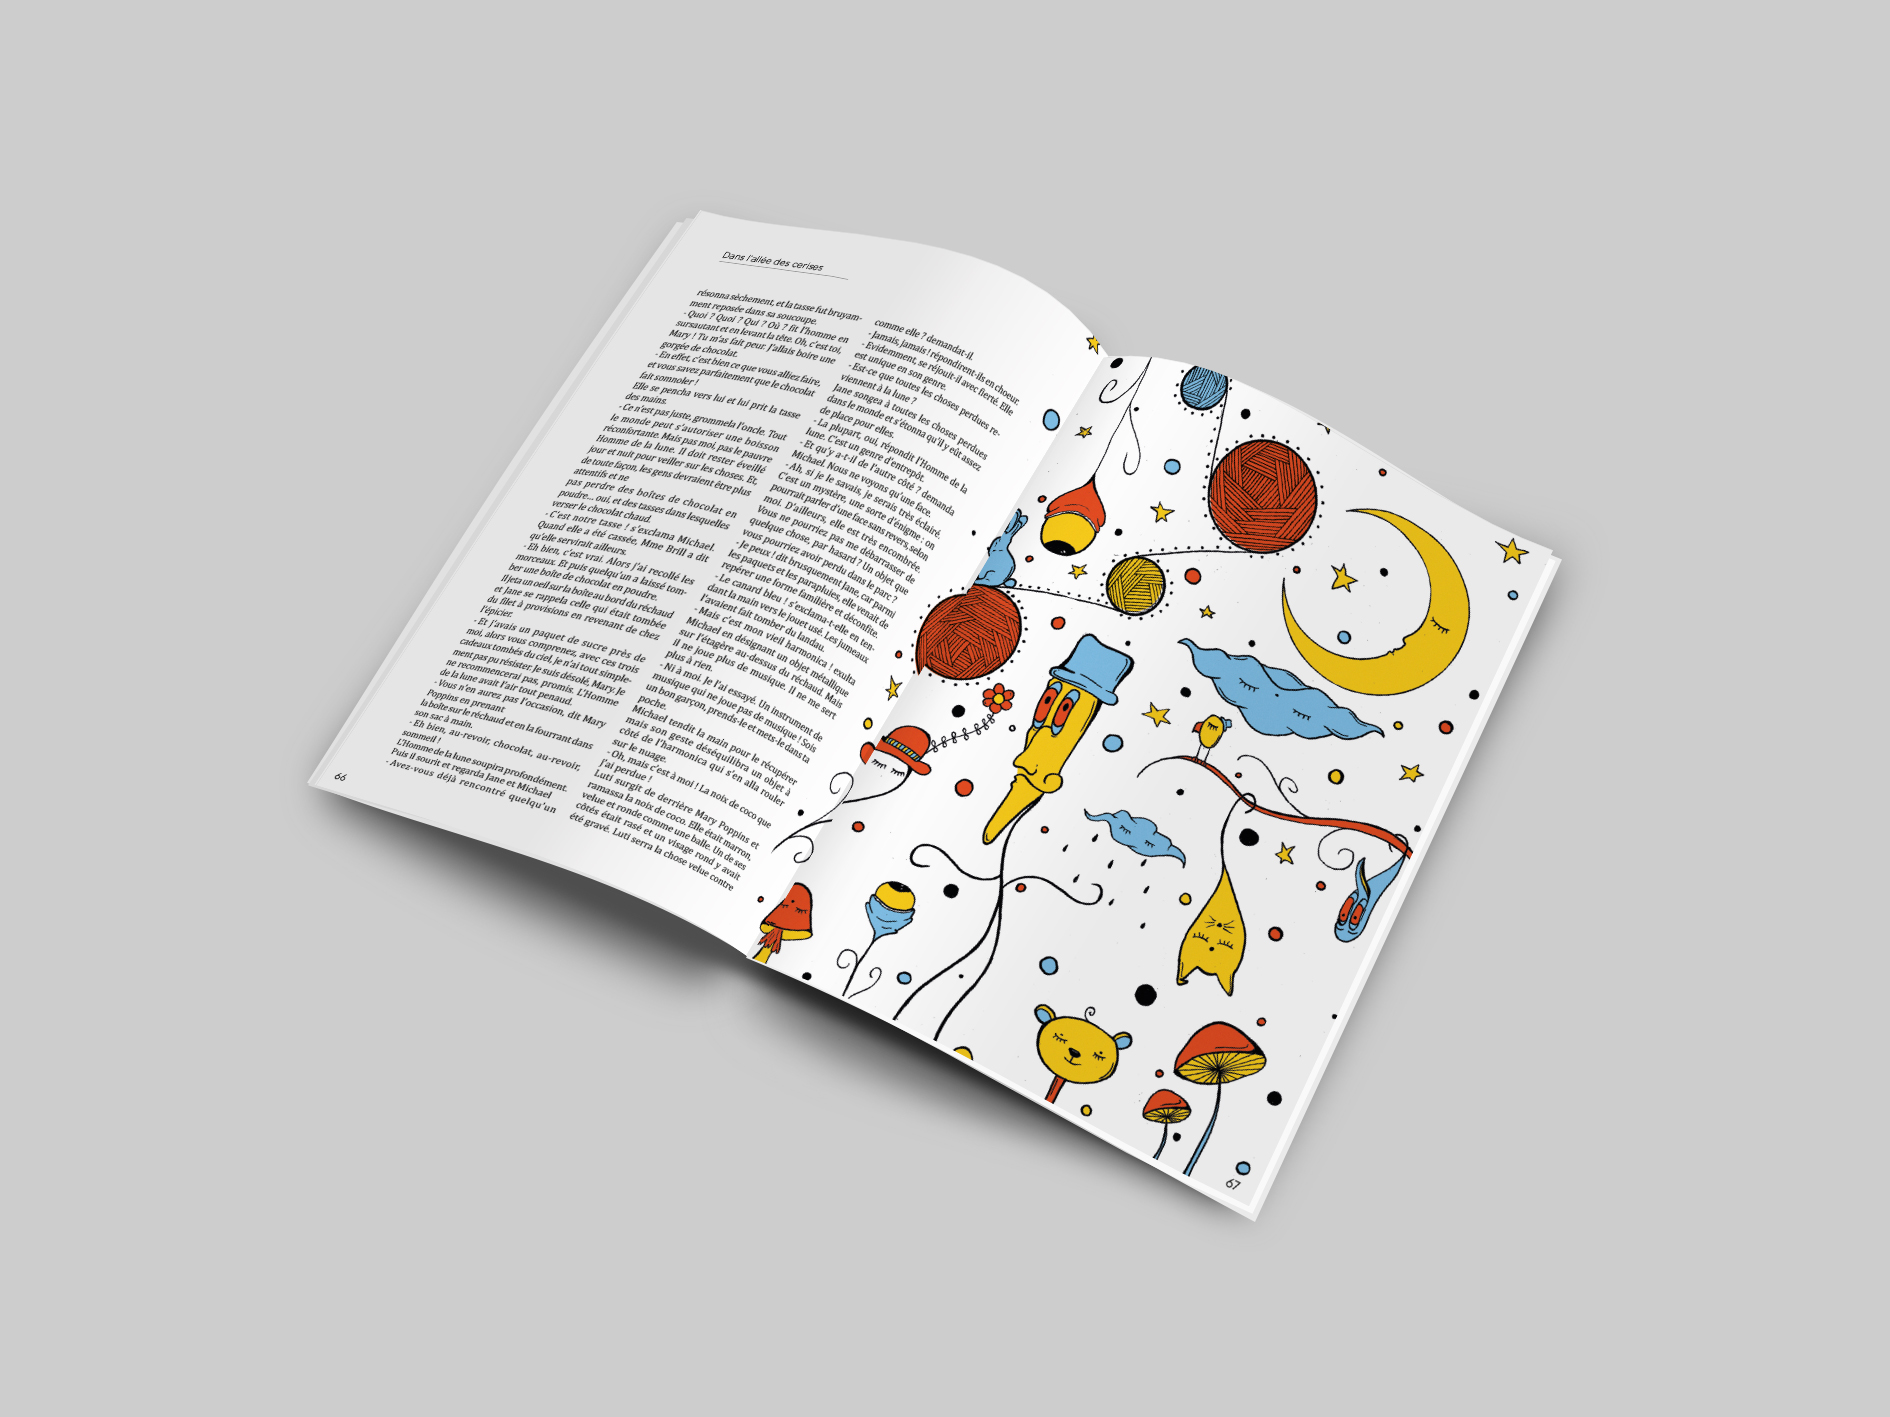 Dans l'allée des cerises
résonna sèchement, et la tasse fut bruyam-
ment reposée dans sa soucoupe.
- Quoi ? Quoi ? Qui ? Où ? fit l'homme en
sursautant et en levant la tête. Oh, c'est toi,
Mary ! Tu m'as fait peur. J'allais boire une
gorgée de chocolat.
- En effet, c'est bien ce que vous alliez faire,
et vous savez parfaitement que le chocolat
fait somnoler !
Elle se pencha vers lui et lui prit la tasse
des mains.
- Ce n'est pas juste, grommela l'oncle. Tout
le monde peut s'autoriser une boisson
réconfortante. Mais pas moi, pas le pauvre
Homme de la lune. Il doit rester éveillé
jour et nuit pour veiller sur les choses. Et,
de toute façon, les gens devraient être plus
attentifs et ne
pas perdre des boîtes de chocolat en
poudre... oui, et des tasses dans lesquelles
verser le chocolat chaud.
- C'est notre tasse ! s'exclama Michael.
Quand elle a été cassée, Mme Brill a dit
qu'elle servirait ailleurs.
- Eh bien, c'est vrai. Alors j'ai recollé les
morceaux. Et puis quelqu'un a laissé tom-
ber une boîte de chocolat en poudre.
Il jeta un oeil sur la boîte au bord du réchaud
et Jane se rappela celle qui était tombée
du filet à provisions en revenant de chez
l'épicier.
- Et j'avais un paquet de sucre près de
moi, alors vous comprenez, avec ces trois
cadeaux tombés du ciel, je n'ai tout simple-
ment pas pu résister. Je suis désolé, Mary. Je
ne recommencerai pas, promis. L'Homme
de la lune avait l'air tout penaud.
- Vous n'en aurez pas l'occasion, dit Mary
Poppins en prenant
la boîte sur le réchaud et en la fourrant dans
son sac à main.
- Eh bien, au-revoir, chocolat, au-revoir,
sommeil !
L'Homme de la lune soupira profondément.
Puis il sourit et regarda Jane et Michael
- Avez-vous déjà rencontré quelqu'un
comme elle ? demandat-il.
- Jamais, jamais ! répondirent-ils en choeur.
- Evidemment, se réjouit-il avec fierté. Elle
est unique en son genre.
- Est-ce que toutes les choses perdues re-
viennent à la lune ?
Jane songea à toutes les choses perdues
dans le monde et s'étonna qu'il y eût assez
de place pour elles.
- La plupart, oui, répondit l'Homme de la
lune. C'est un genre d'entrepôt.
- Et qu'y a-t-il de l'autre côté ? demanda
Michael. Nous ne voyons qu'une face.
- Ah, si je le savais, je serais très éclairé.
C'est un mystère, une sorte d'énigme : on
pourrait parler d'une face sans revers, selon
moi. D'ailleurs, elle est très encombrée.
Vous ne pourriez pas me débarrasser de
quelque chose, par hasard ? Un objet que
vous pourriez avoir perdu dans le parc ?
- Je peux ! dit brusquement Jane, car parmi
les paquets et les parapluies, elle venait de
repérer une forme familière et déconfite.
- Le canard bleu ! s'exclama-t-elle en ten-
dant la main vers le jouet usé. Les jumeaux
l'avaient fait tomber du landau.
- Mais c'est mon vieil harmonica ! exulta
Michael en désignant un objet métallique
sur l'étagère au-dessus du réchaud. Mais
il ne joue plus de musique. Il ne me sert
plus à rien.
- Ni à moi. Je l'ai essayé. Un instrument de
musique qui ne joue pas de musique ! Sois
un bon garçon, prends-le et mets-le dans ta
poche.
Michael tendit la main pour le récupérer
mais son geste déséquilibra un objet à
côté de l'harmonica qui s'en alla rouler
sur le nuage.
- Oh, mais c'est à moi ! La noix de coco que
j'ai perdue !
Luti surgit de derrière Mary Poppins et
ramassa la noix de coco. Elle était marron,
velue et ronde comme une balle. Un de ses
côtés était rasé et un visage rond y avait
été gravé. Luti serra la chose velue contre
66
67